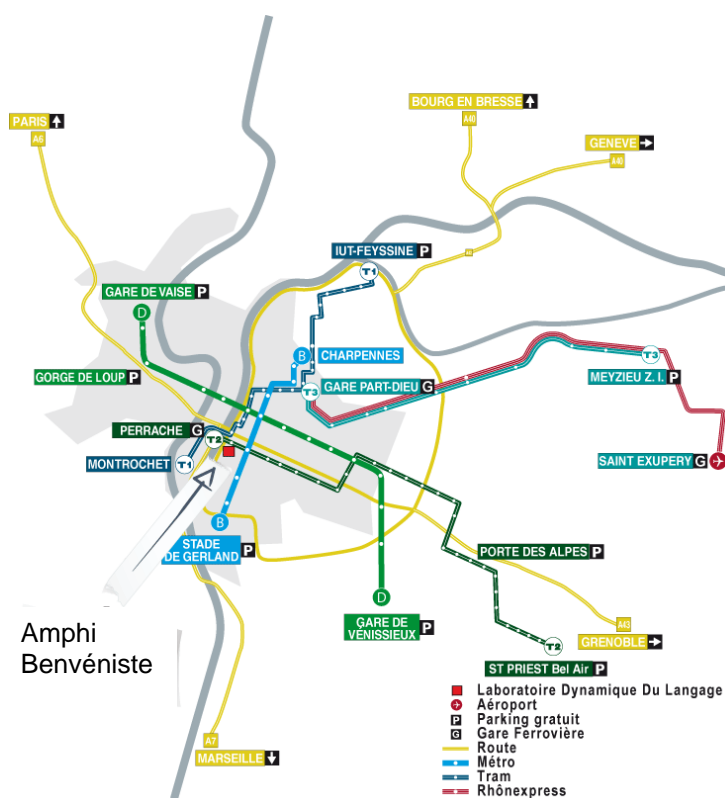 BOURG EN BRESSE
A40
PARIS
A6
GENEVE
A40
IUT-FEYSSINE P
T1
GARE DE VAISE P
D
B CHARPENNES
T3
GORGE DE LOUP P
T3 GARE PART-DIEU G
MEYZIEU Z. I. P
PERRACHE G
T2
MONTROCHET T1
SAINT EXUPERY G
B
STADE
DE GERLAND P
PORTE DES ALPES P
D
GARE DE
VENISSIEUX P
A43
GRENOBLE
T2
ST PRIEST Bel Air P
Amphi
Benvéniste
A7
MARSEILLE
Laboratoire Dynamique Du Langage
Aéroport
P Parking gratuit
G Gare Ferrovière
Route
Métro
Tram
Rhônexpress